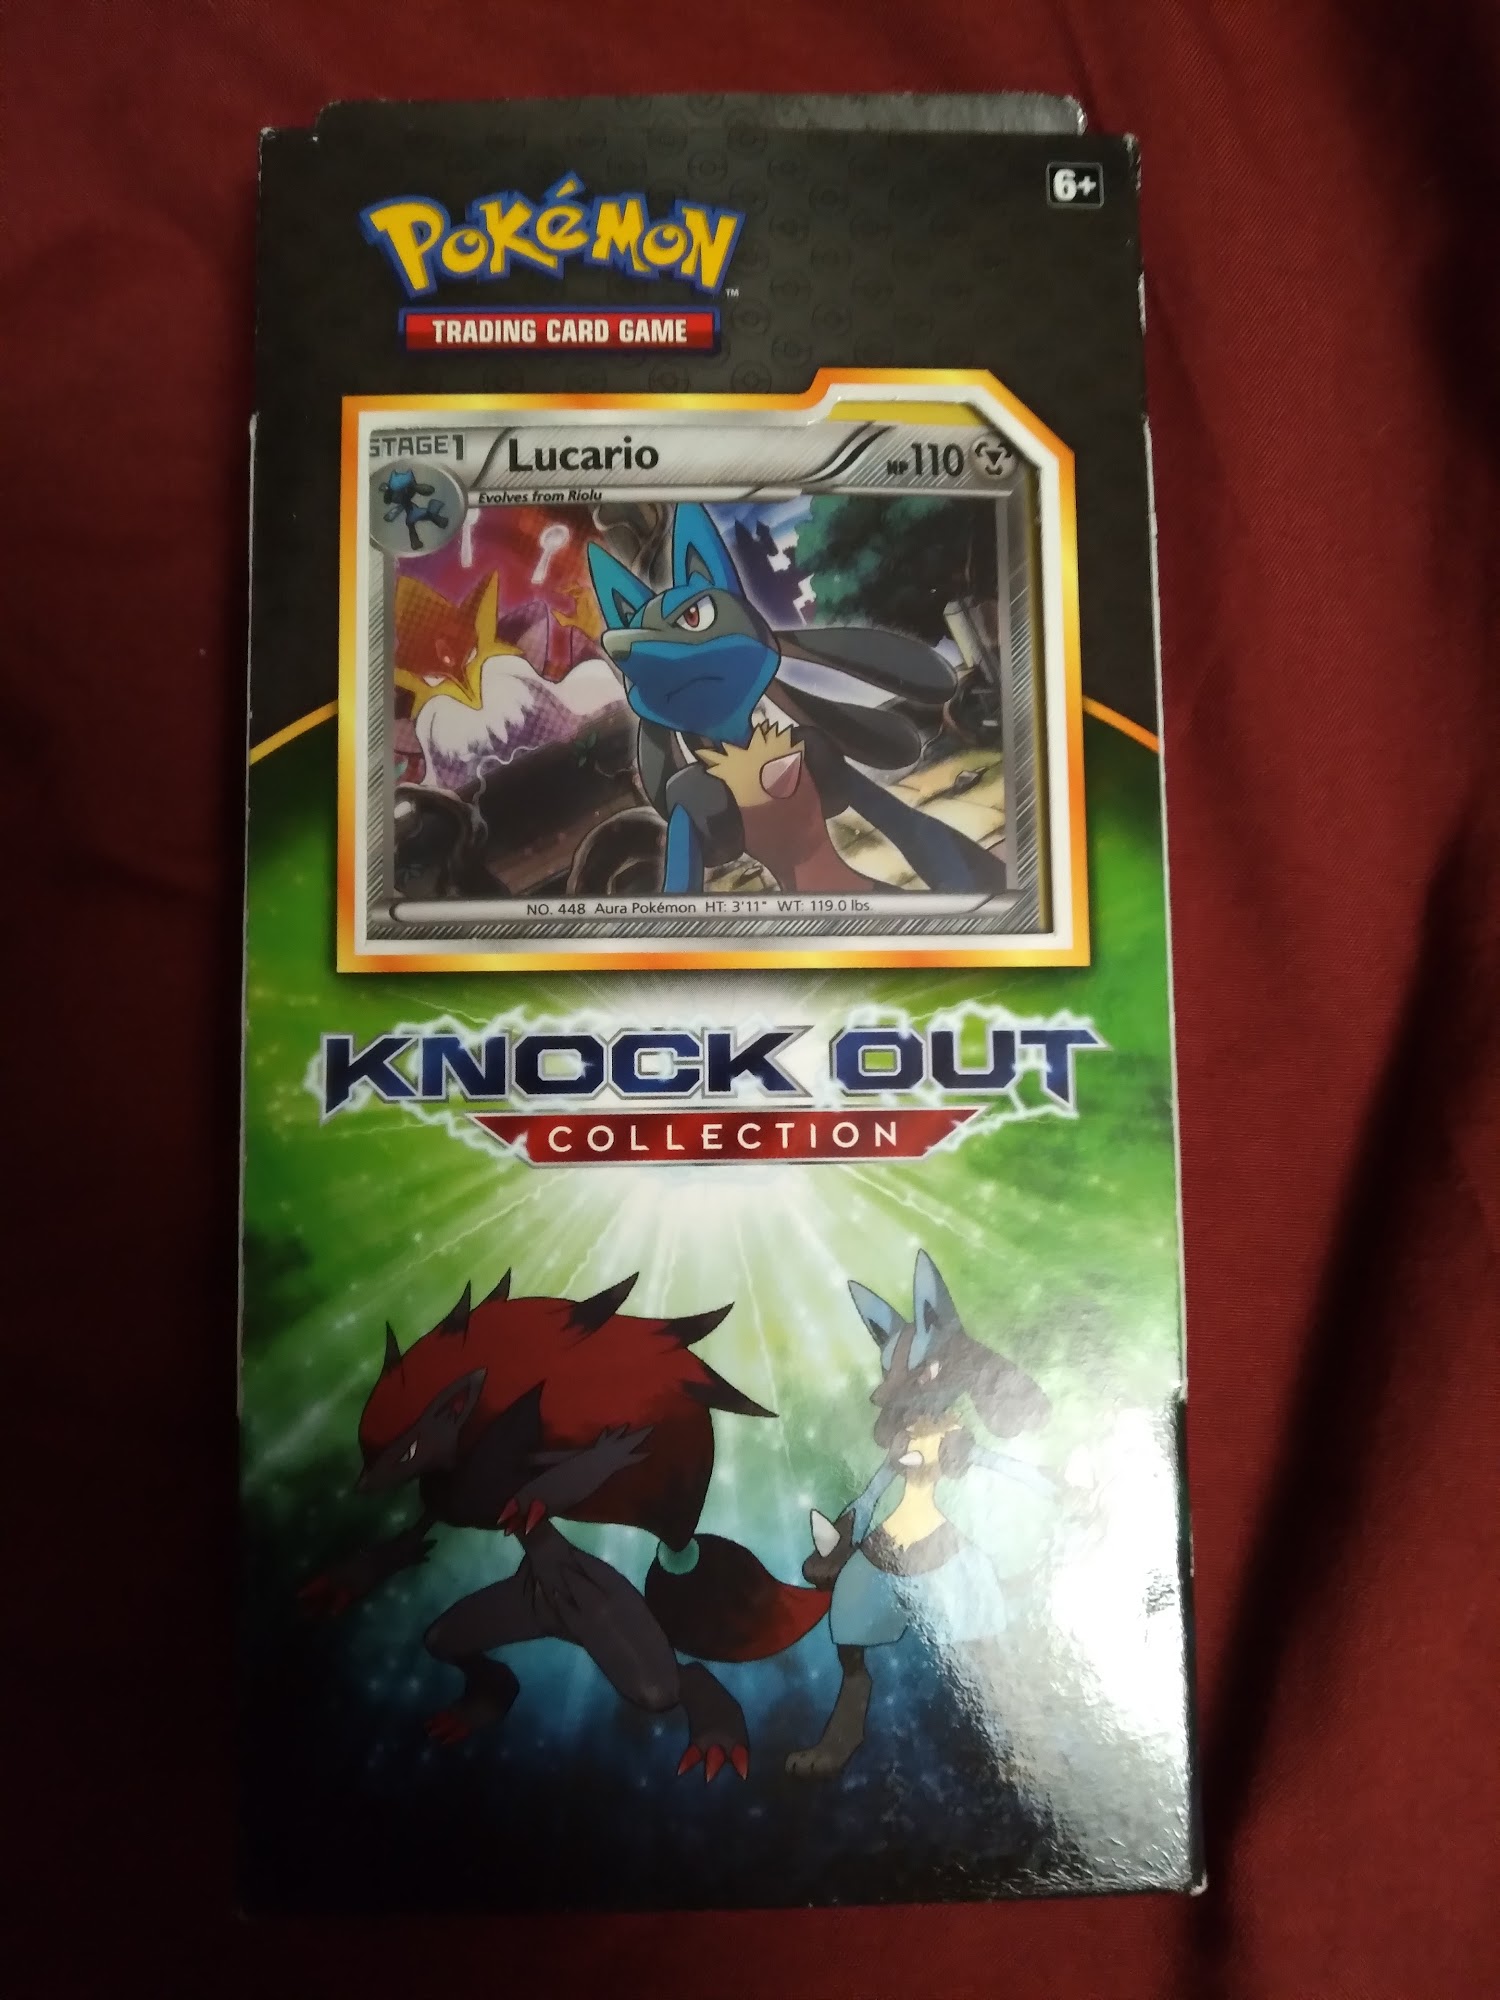 6+
POKéMON
™
TRADING CARD GAME
STAGE1 Lucario HP110
Evolves from Riolu
NO. 448 Aura Pokémon HT: 3'11" WT: 119.0 lbs.
KNOCK OUT
COLLECTION